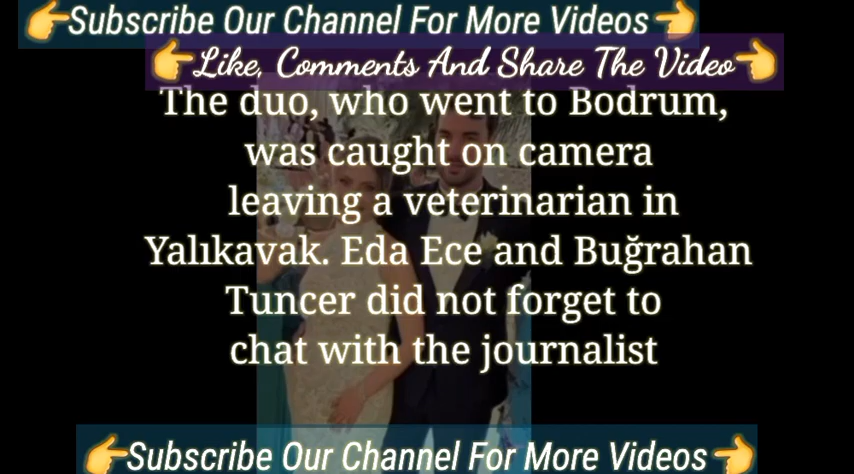 👉Subscribe Our Channel For More Videos👈
👉Like, Comments And Share The Video👈
The duo, who went to Bodrum,
was caught on camera
leaving a veterinarian in
Yalıkavak. Eda Ece and Buğrahan
Tuncer did not forget to
chat with the journalist
👉Subscribe Our Channel For More Videos👈